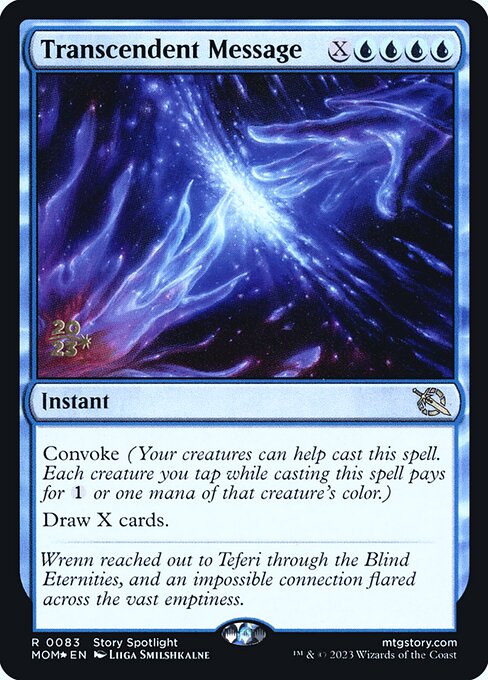 Transcendent Message X
20
23
Instant
Convoke (Your creatures can help cast this spell.
Each creature you tap while casting this spell pays
for 1 or one mana of that creature's color.)
Draw X cards.
Wrenn reached out to Teferi through the Blind
Eternities, and an impossible connection flared
across the vast emptiness.
R 0083 Story Spotlight mtgstory.com
MOM★EN Liiga Smilshkalne ™ & © 2023 Wizards of the Coast